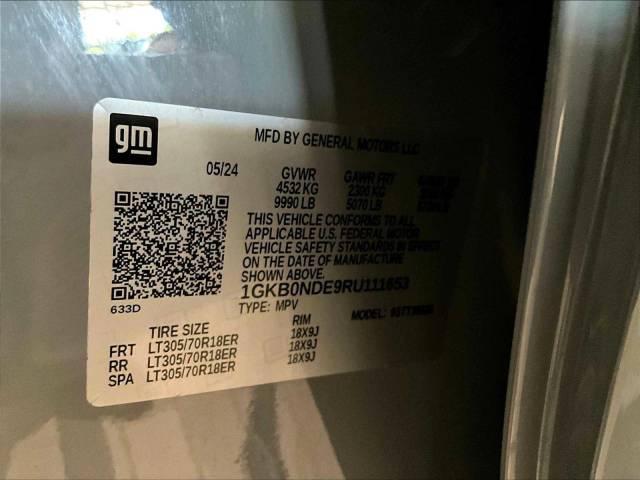 gm
MFD BY GENERAL MOTORS LLC
05/24 GVWR GAWR FRT
4532 KG 2300 KG
9990 LB 5070 LB
THIS VEHICLE CONFORMS TO ALL
APPLICABLE U.S. FEDERAL MOTOR
VEHICLE SAFETY STANDARDS IN EFFECT
ON THE DATE OF MANUFACTURE
SHOWN ABOVE.
1GKB0NDE9RU111653
633D TYPE: MPV MODEL:
TIRE SIZE RIM
FRT LT305/70R18ER 18X9J
RR LT305/70R18ER 18X9J
SPA LT305/70R18ER 18X9J